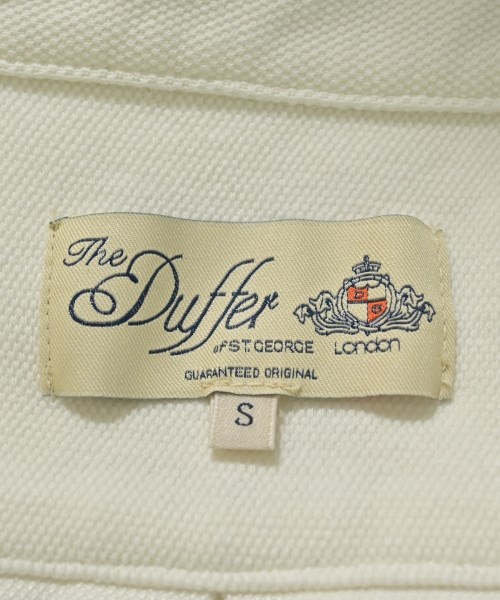 The
Duffer
of ST. GEORGE
London
GUARANTEED ORIGINAL
S